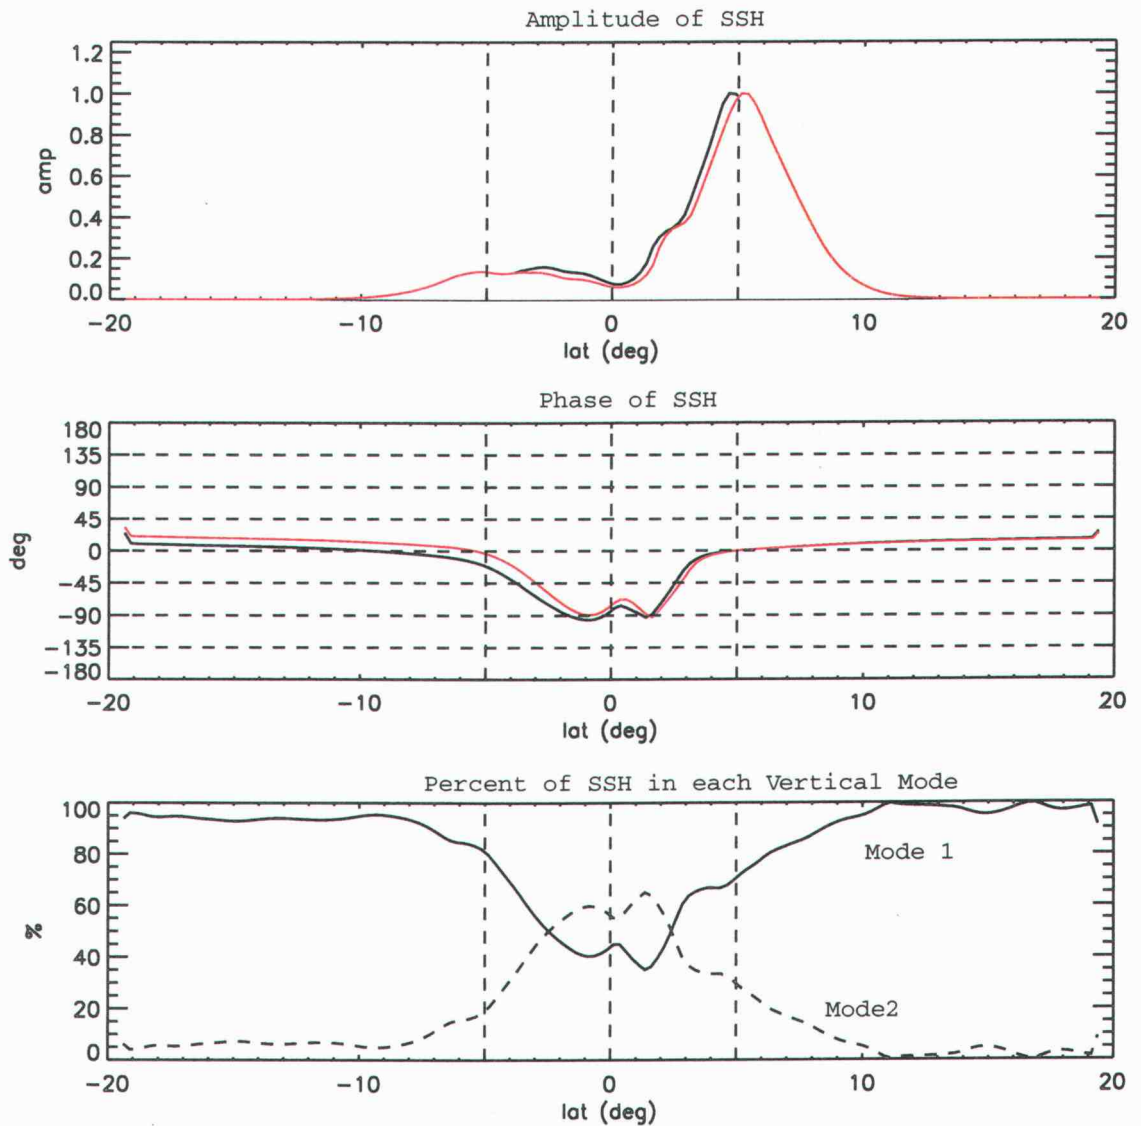 Amplitude of SSH
1.2
1.0
0.8
0.6
0.4
0.2
0.0
amp
-20 -10 0 10 20
lat (deg)
Phase of SSH
180
135
90
45
0
-45
-90
-135
-180
deg
-20 -10 0 10 20
lat (deg)
Percent of SSH in each Vertical Mode
100
80
60
40
20
0
%
Mode 1
Mode2
-20 -10 0 10 20
lat (deg)